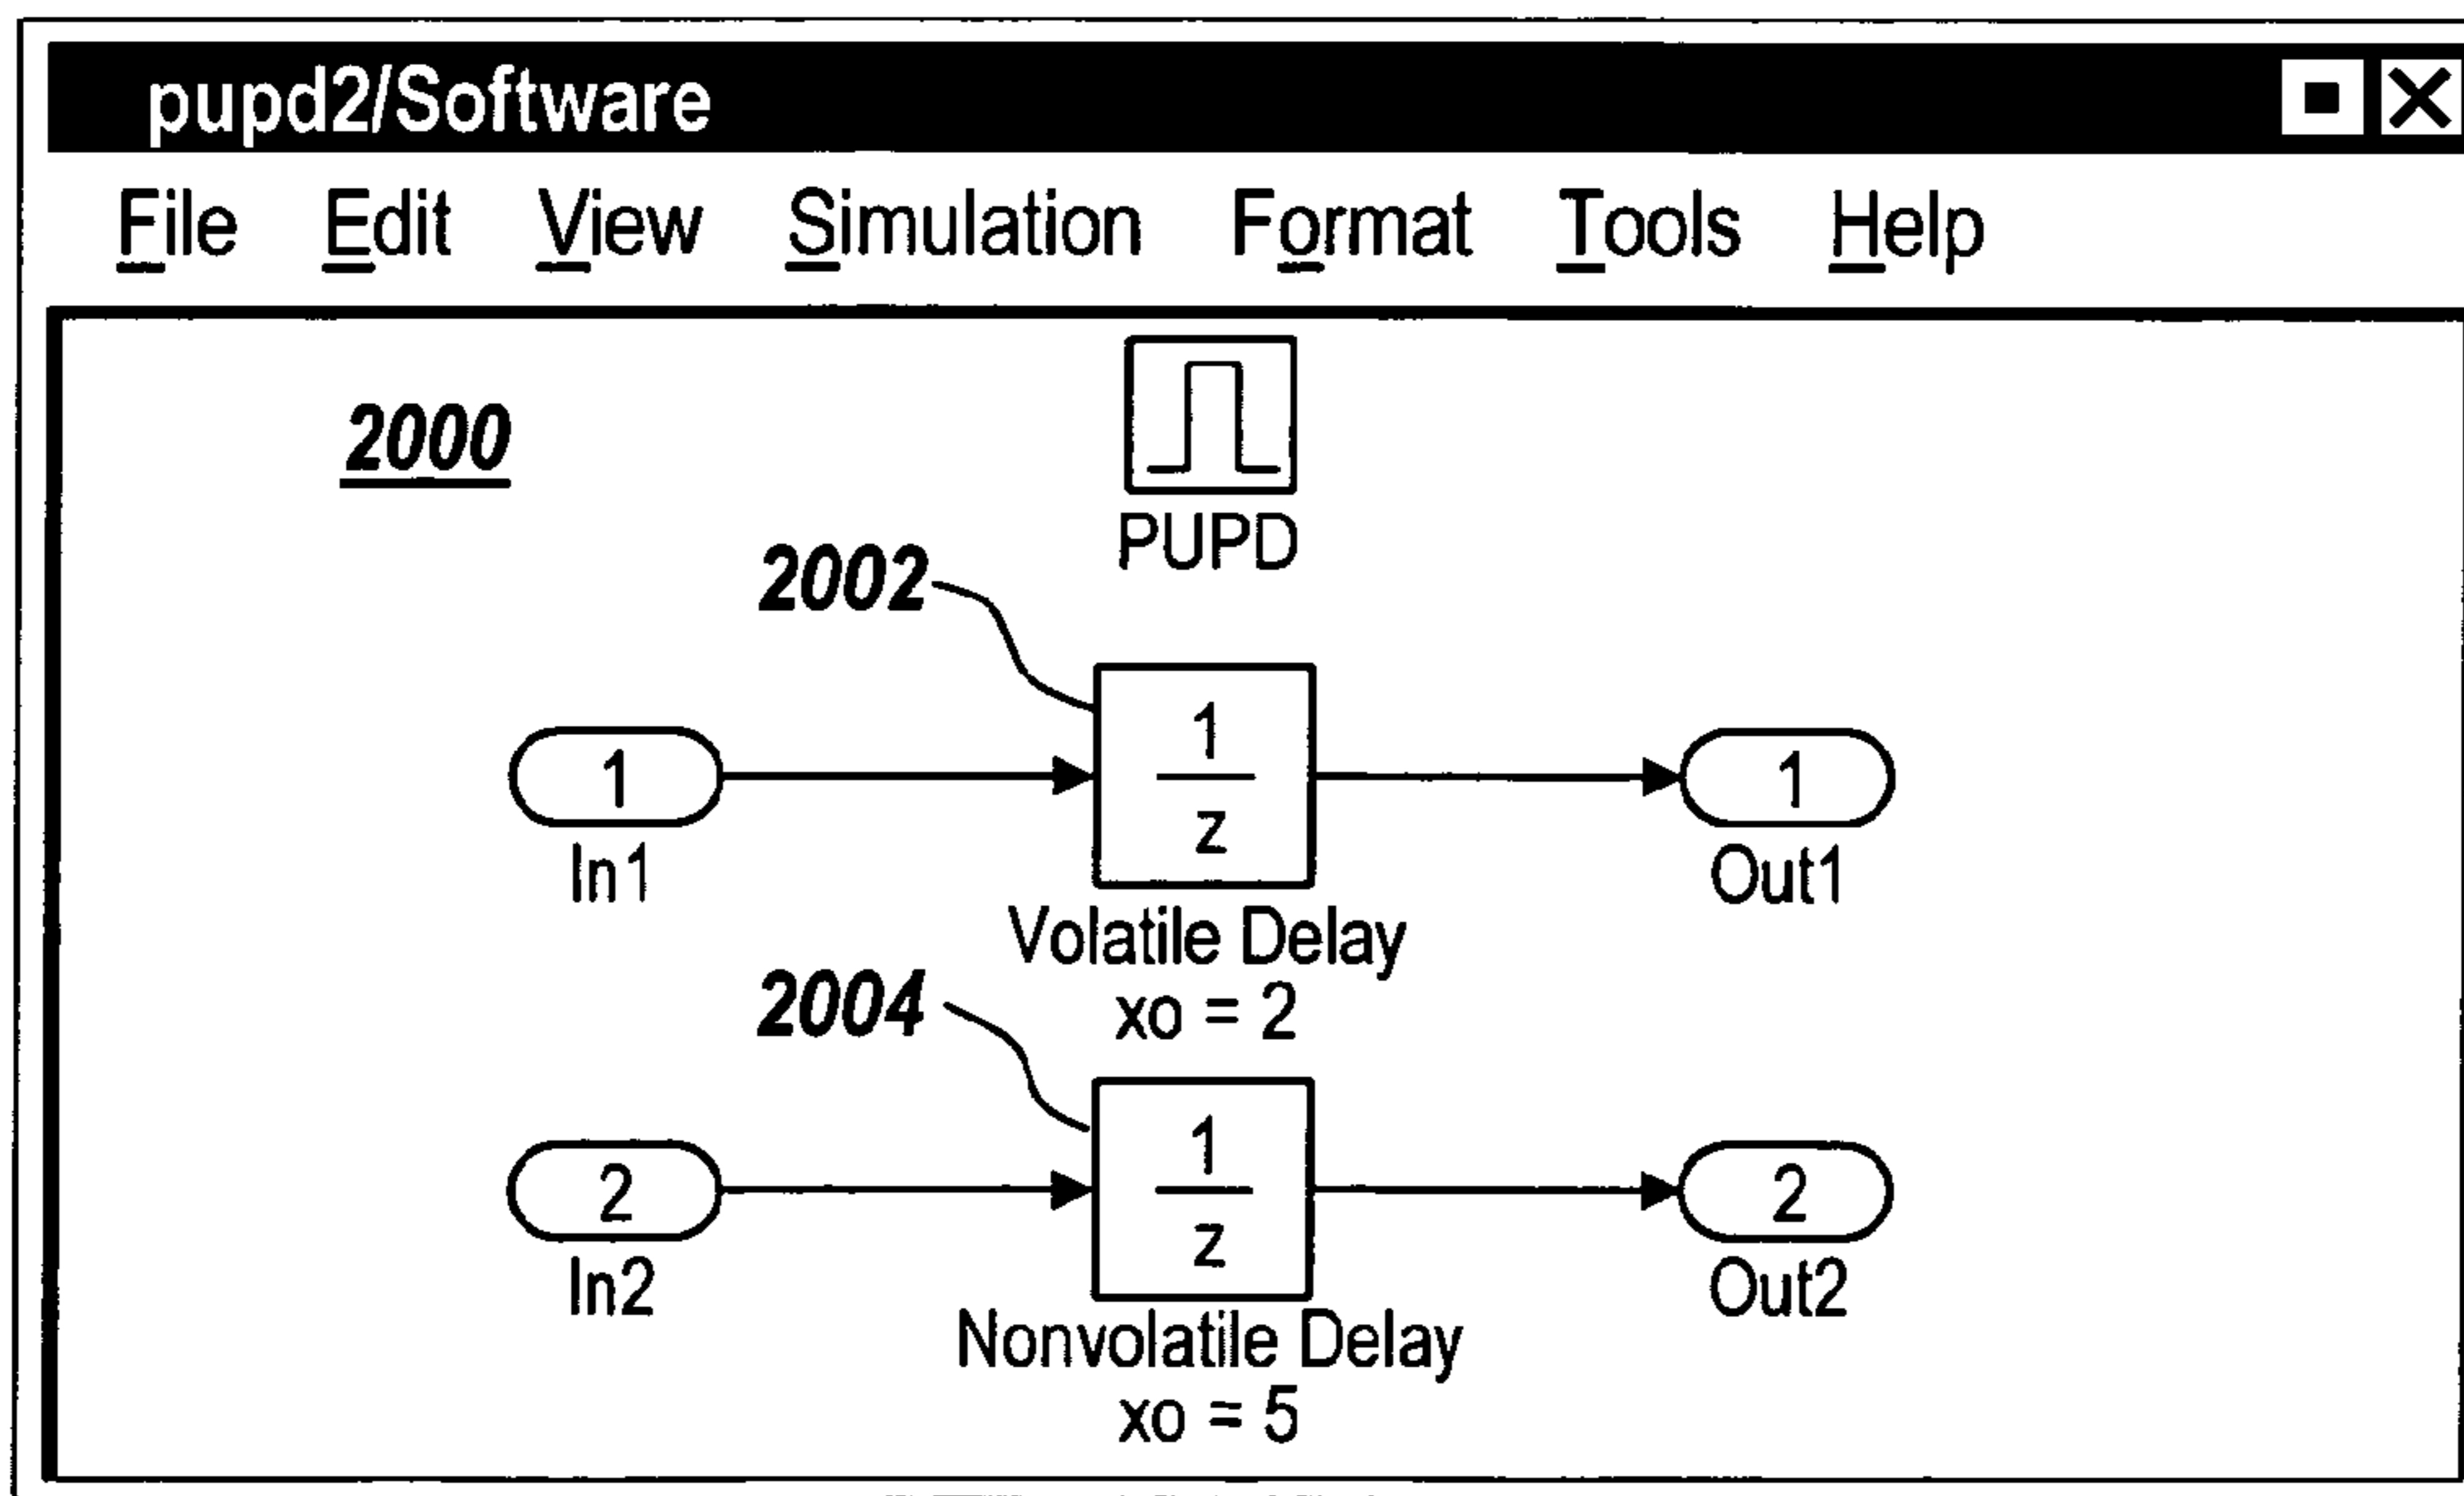 pupd2/Software
File Edit View Simulation Format Tools Help
2000
PUPD
2002
1
1
z
1
In1
Out1
Volatile Delay
xo = 2
2004
2
1
z
2
In2
Out2
Nonvolatile Delay
xo = 5